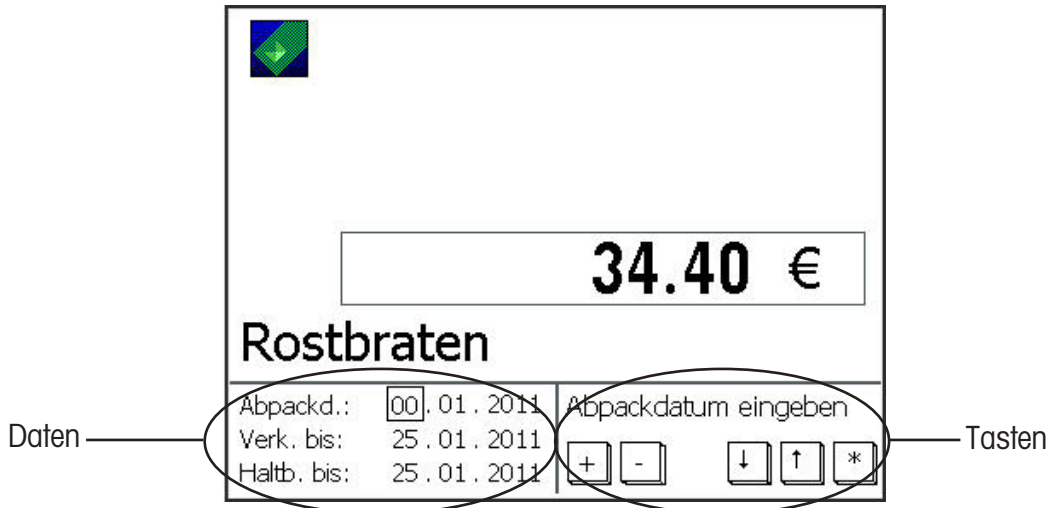 34.40 €
Rostbraten
Abpackd.: 00.01.2011
Verk. bis: 25.01.2011
Haltb. bis: 25.01.2011
Abpackdatum eingeben
+ - ↓ ↑ *
Daten
Tasten